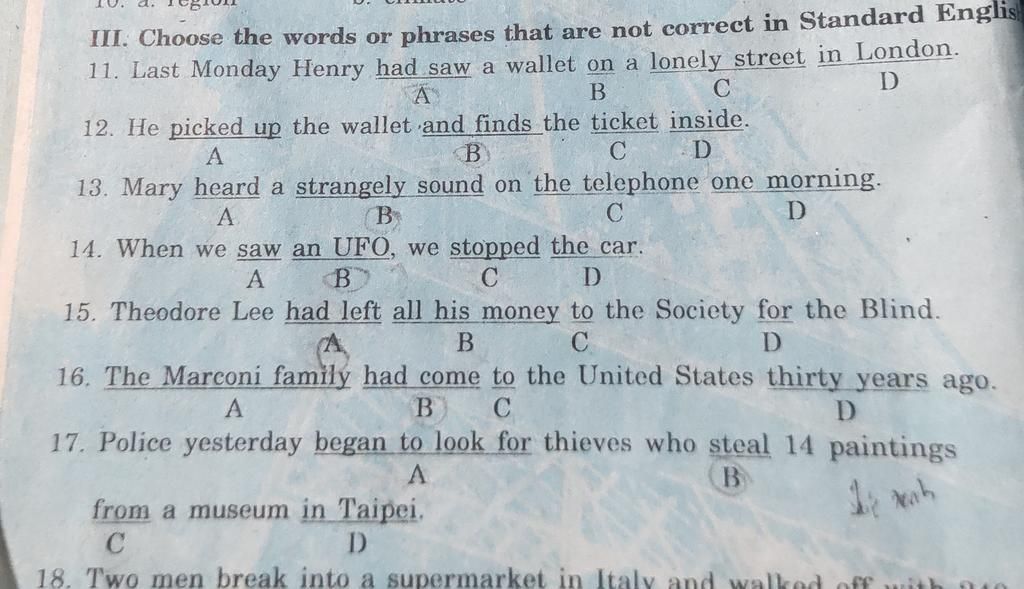 10. a. region b. climate
III. Choose the words or phrases that are not correct in Standard Englis
11. Last Monday Henry had saw a wallet on a lonely street in London.
A B C D
12. He picked up the wallet and finds the ticket inside.
A B C D
13. Mary heard a strangely sound on the telephone one morning.
A B C D
14. When we saw an UFO, we stopped the car.
A B C D
15. Theodore Lee had left all his money to the Society for the Blind.
A B C D
16. The Marconi family had come to the United States thirty years ago.
A B C D
17. Police yesterday began to look for thieves who steal 14 paintings
A B
from a museum in Taipei.
C D
18. Two men break into a supermarket in Italy and walked off with